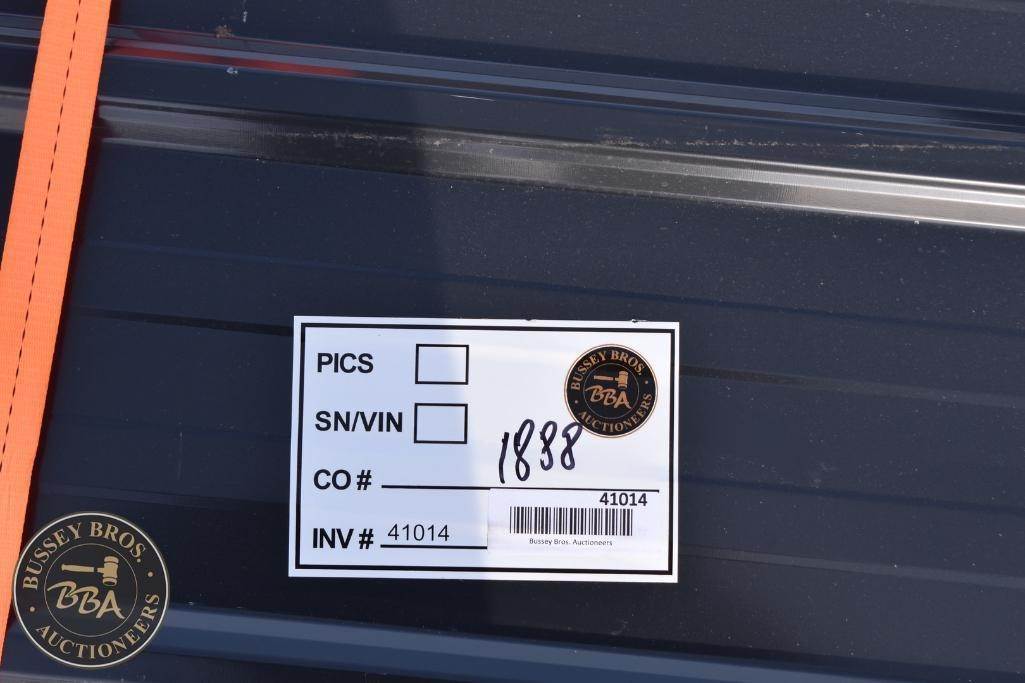 PICS
SN/VIN
CO #
1838
INV # 41014
BUSSEY BROS.
BBA
AUCTIONEERS
41014
Bussey Bros. Auctioneers
BUSSEY BROS.
BBA
AUCTIONEERS